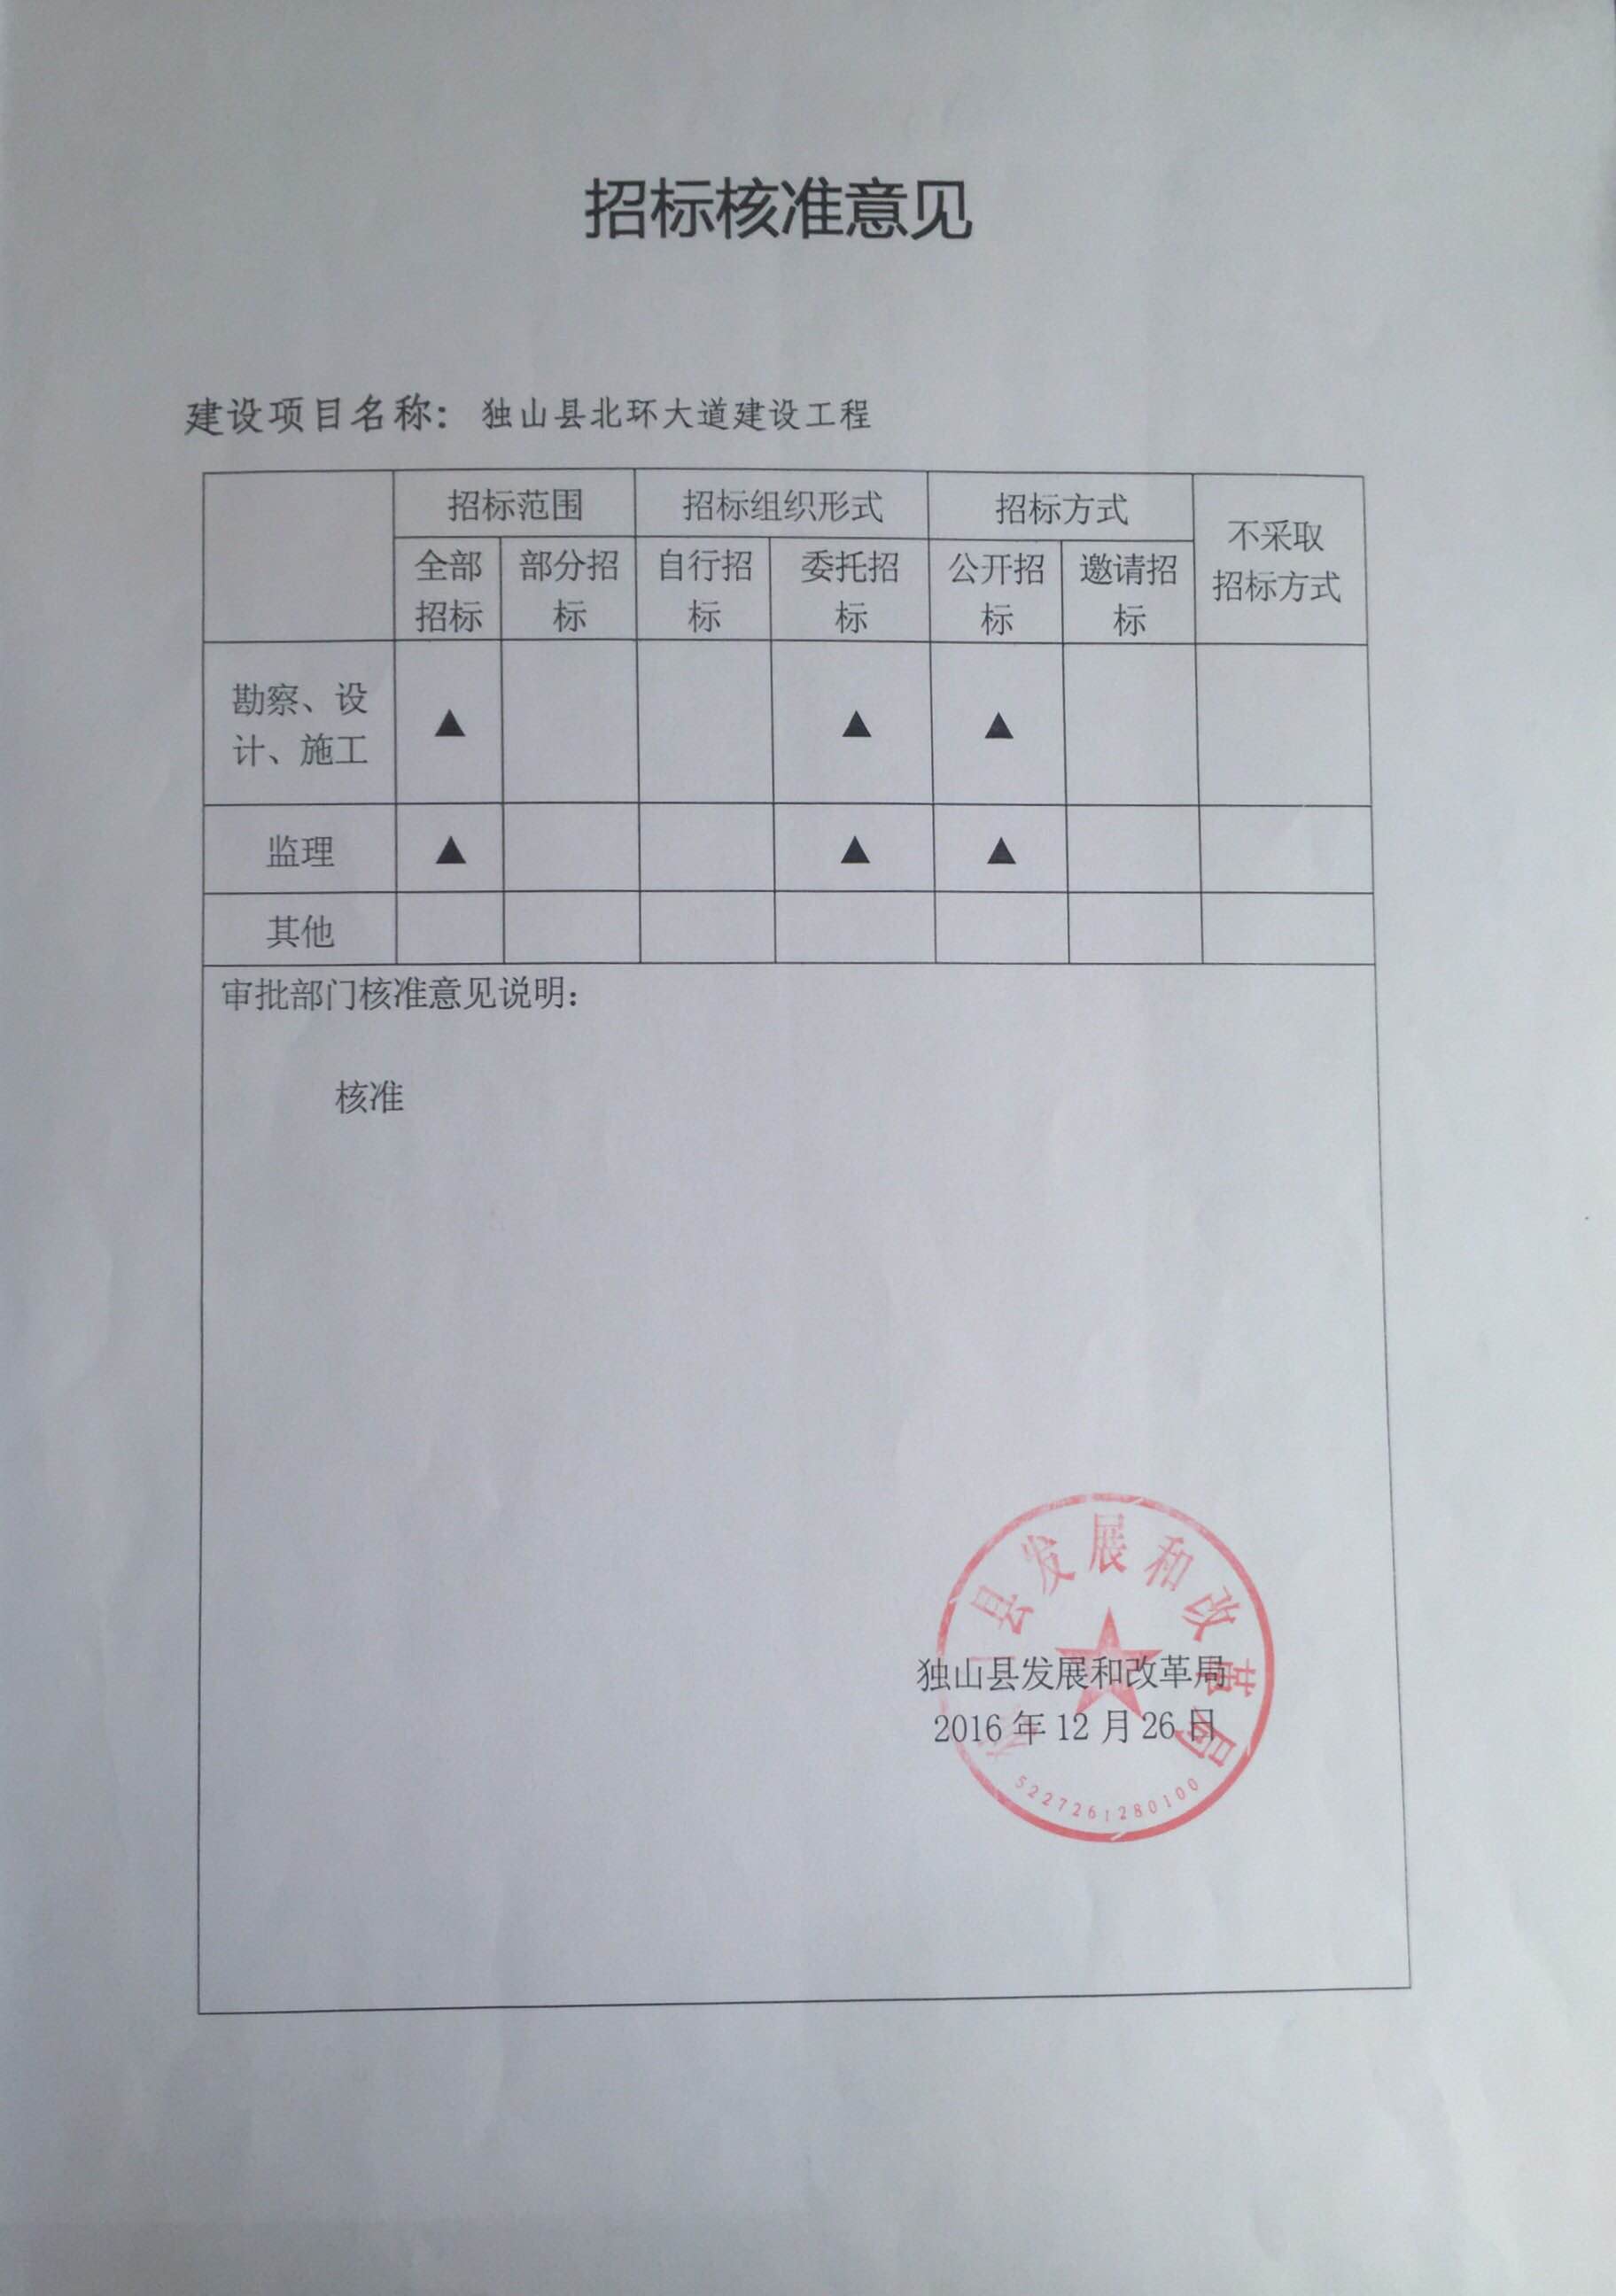 招标核准意见
建设项目名称: 独山县北环大道建设工程
招标范围 招标组织形式 招标方式 不采取招标方式
全部招标 部分招标 自行招标 委托招标 公开招标 邀请招标
勘察、设计、施工 ▲ ▲ ▲
监理 ▲ ▲ ▲
其他
审批部门核准意见说明:
核准
独山县发展和改革局
2016 年 12 月 26 日
县发展和改革局
5227261280100